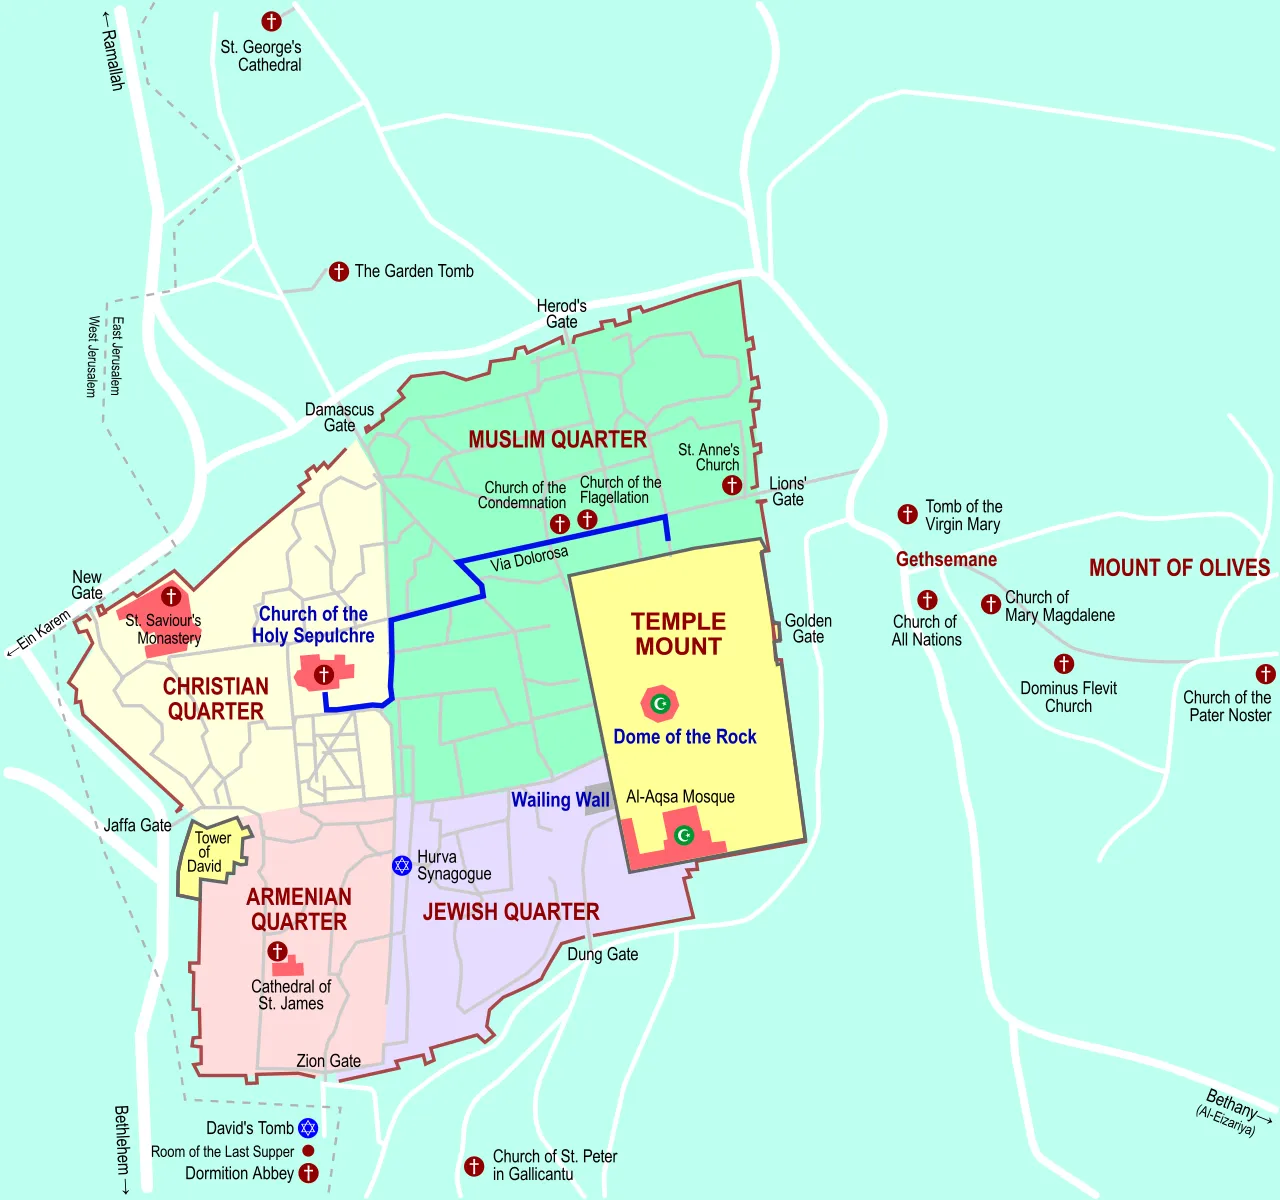 ← Ramallah
St. George's
Cathedral
The Garden Tomb
Herod's
Gate
East Jerusalem
West Jerusalem
Damascus
Gate
MUSLIM QUARTER
St. Anne's
Church
Church of the
Condemnation
Church of the
Flagellation
Lions'
Gate
Tomb of the
Virgin Mary
Via Dolorosa
Gethsemane
MOUNT OF OLIVES
New
Gate
←Ein Karem
St. Saviour's
Monastery
Church of the
Holy Sepulchre
TEMPLE
MOUNT
Golden
Gate
Church of
All Nations
Church of
Mary Magdalene
CHRISTIAN
QUARTER
Dominus Flevit
Church
Church of the
Pater Noster
Dome of the Rock
Wailing Wall
Al-Aqsa Mosque
Jaffa Gate
Tower
of
David
Hurva
Synagogue
ARMENIAN
QUARTER
JEWISH QUARTER
Cathedral of
St. James
Dung Gate
Zion Gate
Bethlehem →
David's Tomb
Room of the Last Supper
Dormition Abbey
Church of St. Peter
in Gallicantu
Bethany→
(Al-Eizariya)